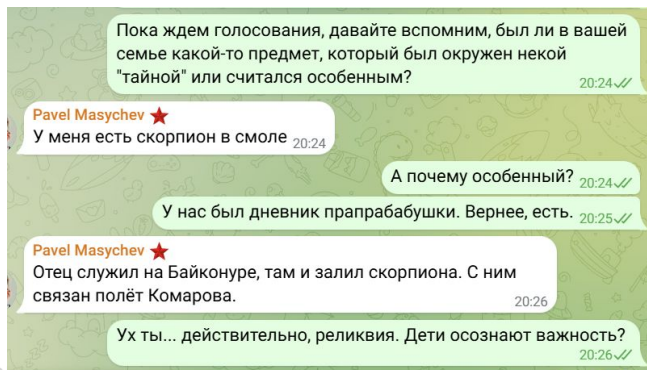 Пока ждем голосования, давайте вспомним, был ли в вашей
семье какой-то предмет, который был окружен некой
"тайной" или считался особенным?
20:24
Pavel Masychev
У меня есть скорпион в смоле 20:24
А почему особенный? 20:24
У нас был дневник прапрабабушки. Вернее, есть. 20:25
Pavel Masychev
Отец служил на Байконуре, там и залил скорпиона. С ним
связан полёт Комарова.
20:26
Ух ты... действительно, реликвия. Дети осознают важность?
20:26